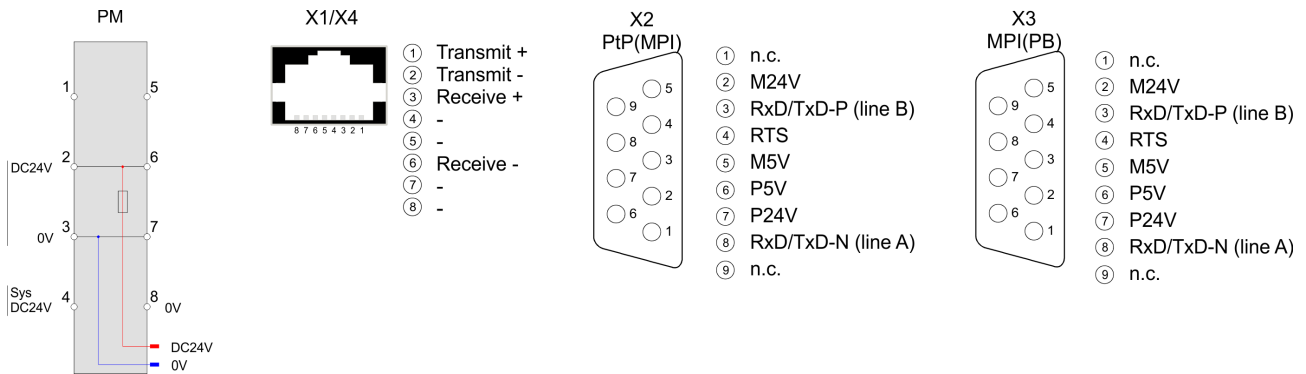 PM
1
5
2
6
DC24V
3
7
0V
Sys
DC24V
4
8
0V
DC24V
0V
X1/X4
8 7 6 5 4 3 2 1
1 Transmit +
2 Transmit -
3 Receive +
4 -
5 -
6 Receive -
7 -
8 -
X2
PtP(MPI)
5
9
4
8
3
7
2
6
1
1 n.c.
2 M24V
3 RxD/TxD-P (line B)
4 RTS
5 M5V
6 P5V
7 P24V
8 RxD/TxD-N (line A)
9 n.c.
X3
MPI(PB)
5
9
4
8
3
7
2
6
1
1 n.c.
2 M24V
3 RxD/TxD-P (line B)
4 RTS
5 M5V
6 P5V
7 P24V
8 RxD/TxD-N (line A)
9 n.c.